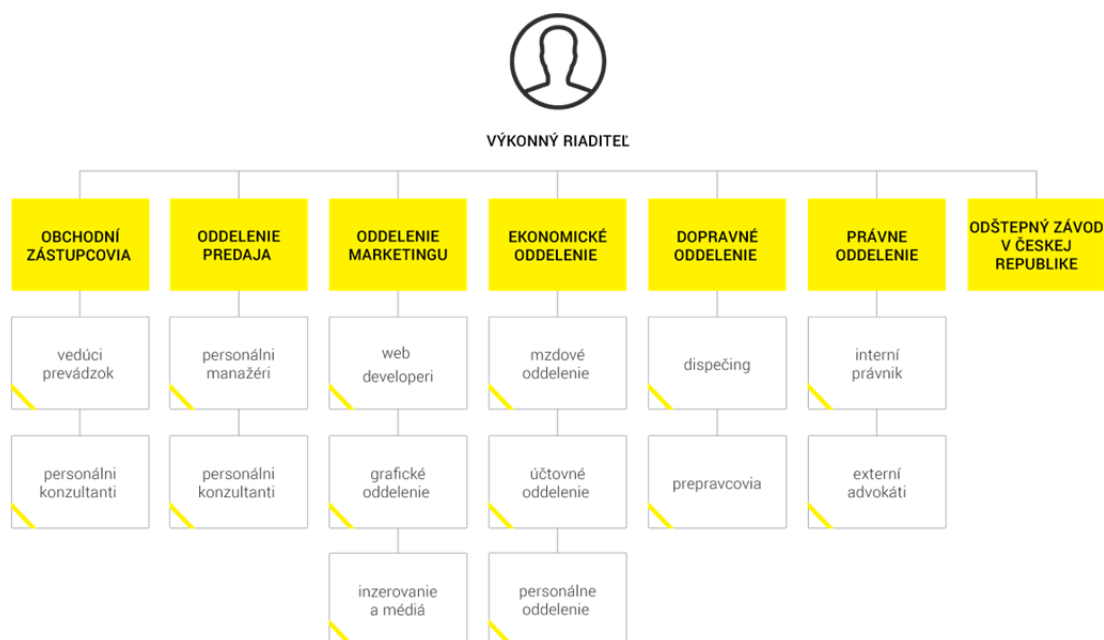 VÝKONNÝ RIADITEĽ
OBCHODNÍ
ZÁSTUPCOVIA
vedúci
prevádzok
personálni
konzultanti
ODDELENIE
PREDAJA
personálni
manažéri
personálni
konzultanti
ODDELENIE
MARKETINGU
web
developeri
grafické
oddelenie
inzerovanie
a médiá
EKONOMICKÉ
ODDELENIE
mzdové
oddelenie
účtovné
oddelenie
personálne
oddelenie
DOPRAVNÉ
ODDELENIE
dispečing
prepravcovia
PRÁVNE
ODDELENIE
interní
právnik
externí
advokáti
ODŠTEPNÝ ZÁVOD
V ČESKEJ
REPUBLIKE